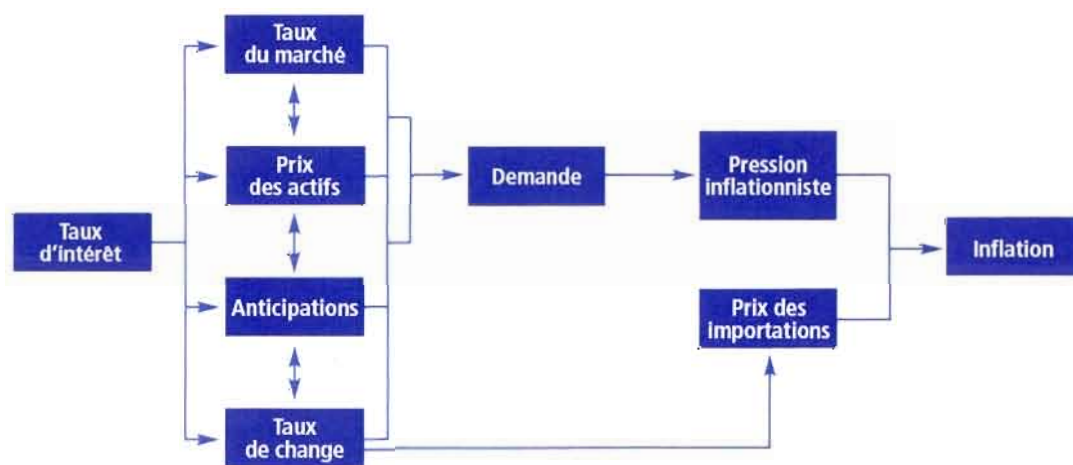 Taux
du marché
Prix
des actifs
Demande
Pression
inflationniste
Taux
d'intérêt
Inflation
Anticipations
Prix des
importations
Taux
de change